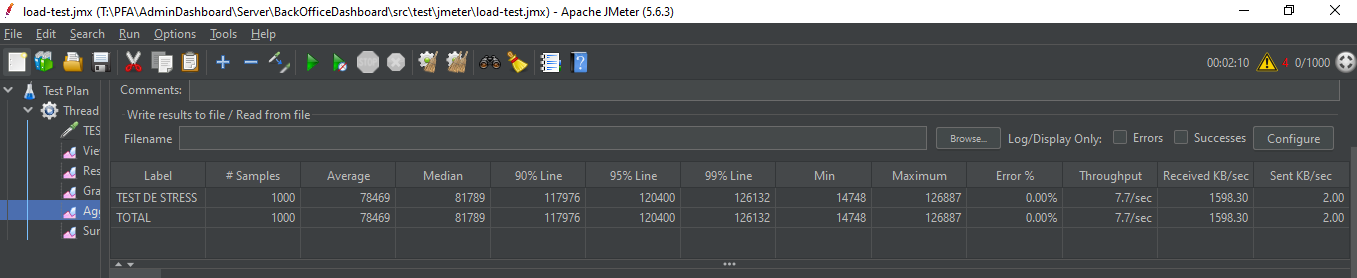 load-test.jmx (T:\PFA\AdminDashboard\Server\BackOfficeDashboard\src\test\jmeter\load-test.jmx) - Apache JMeter (5.6.3)
File Edit Search Run Options Tools Help
STOP 00:02:10 4 0/1000
Test Plan
Thread
TES
Vie
Res
Gra
Agg
Sur
Comments:
Write results to file / Read from file
Filename Browse... Log/Display Only: Errors Successes Configure
Label # Samples Average Median 90% Line 95% Line 99% Line Min Maximum Error % Throughput Received KB/sec Sent KB/sec
TEST DE STRESS 1000 78469 81789 117976 120400 126132 14748 126887 0.00% 7.7/sec 1598.30 2.00
TOTAL 1000 78469 81789 117976 120400 126132 14748 126887 0.00% 7.7/sec 1598.30 2.00